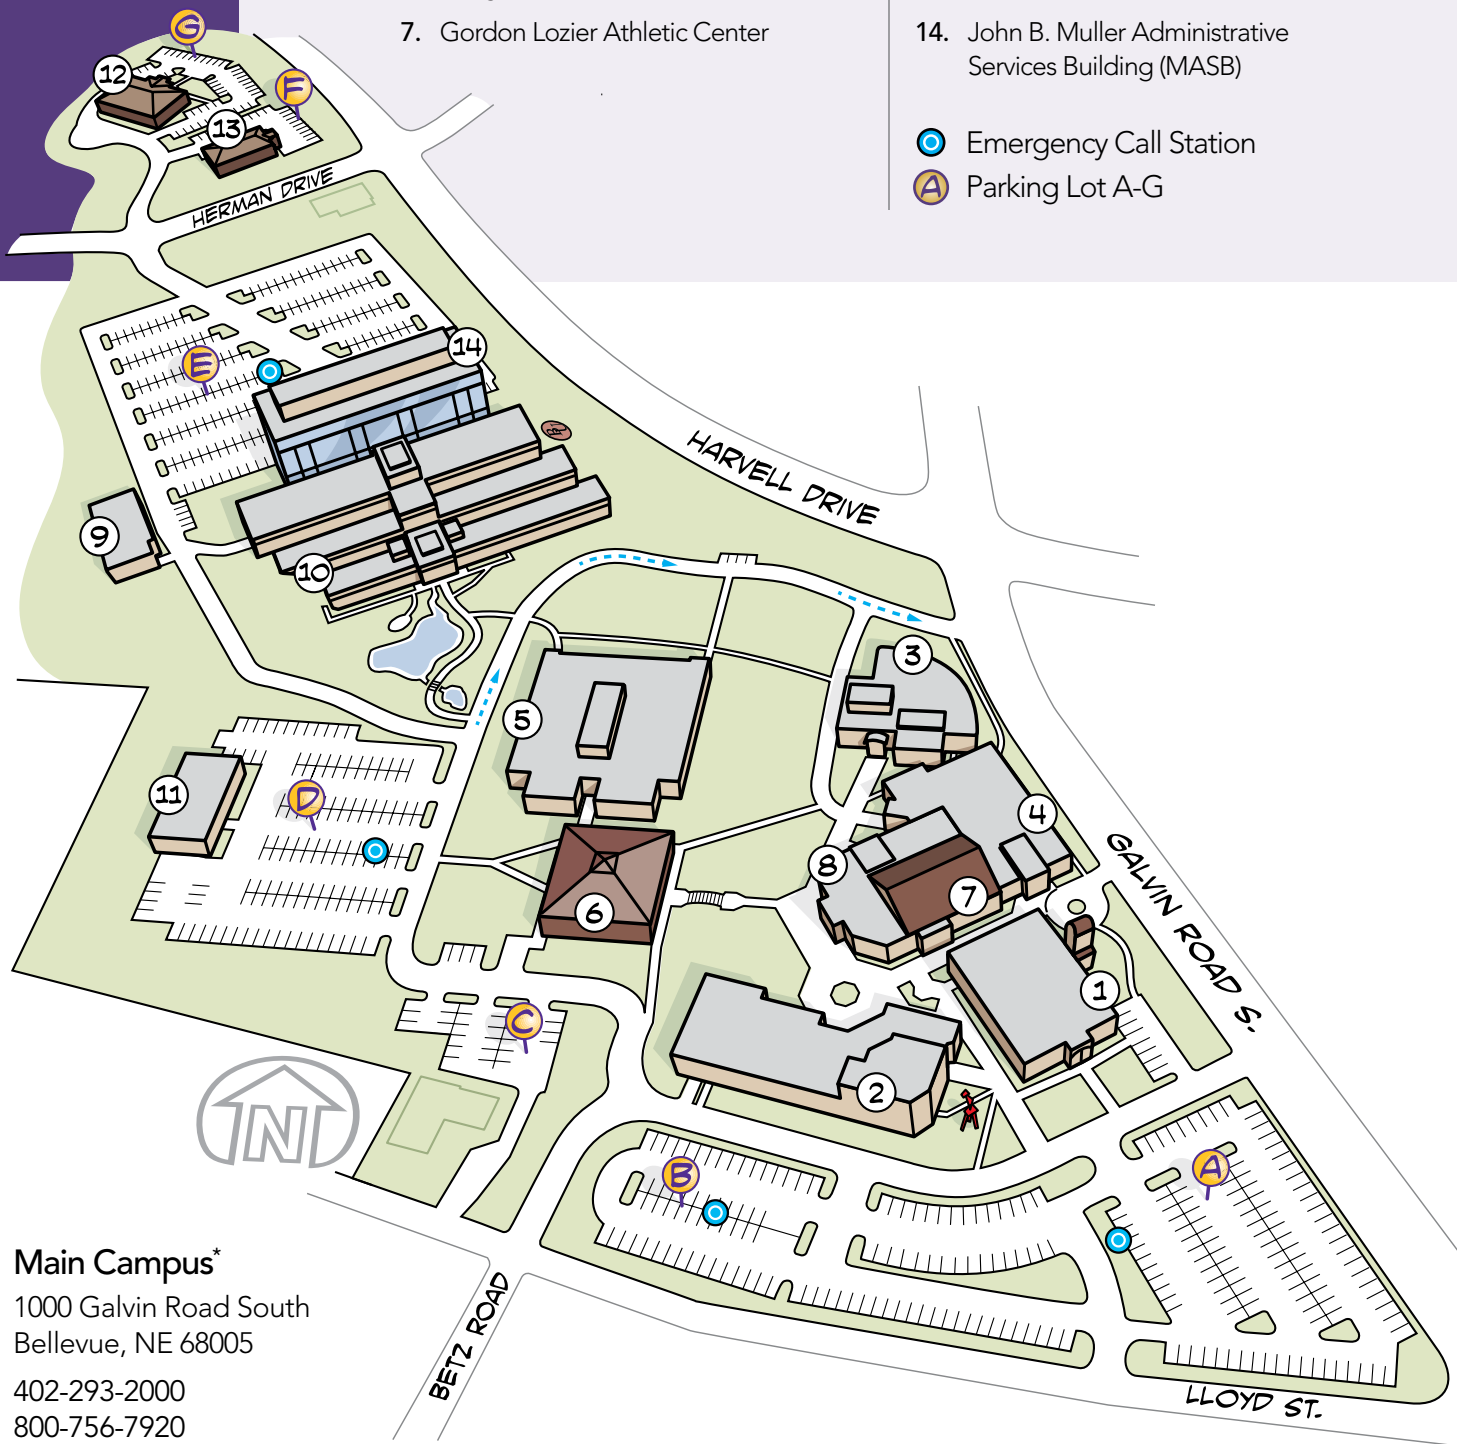 7. Gordon Lozier Athletic Center
14. John B. Muller Administrative
Services Building (MASB)
Emergency Call Station
A Parking Lot A-G
G
12
F
13
HERMAN DRIVE
14
E
HARVELL DRIVE
9
10
3
5
11
D
4
GALVIN ROAD S.
8
7
6
1
C
2
N
B
A
Main Campus*
1000 Galvin Road South
Bellevue, NE 68005
402-293-2000
800-756-7920
BETZ ROAD
LLOYD ST.